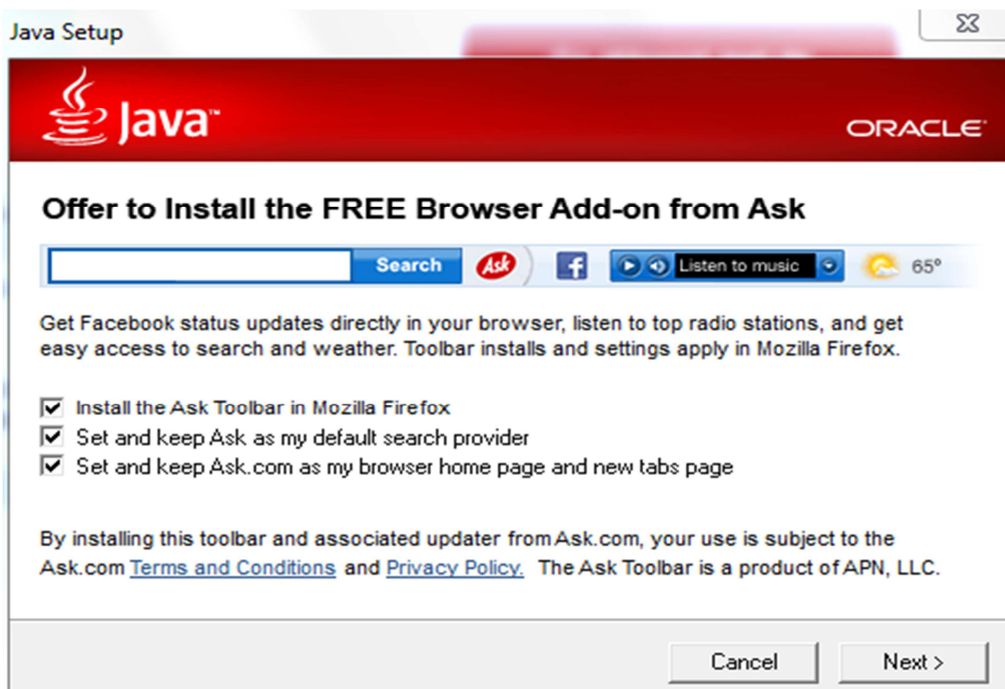 Java Setup
Java™
ORACLE
Offer to Install the FREE Browser Add-on from Ask
Search Ask f Listen to music 65°
Get Facebook status updates directly in your browser, listen to top radio stations, and get
easy access to search and weather. Toolbar installs and settings apply in Mozilla Firefox.
Install the Ask Toolbar in Mozilla Firefox
Set and keep Ask as my default search provider
Set and keep Ask.com as my browser home page and new tabs page
By installing this toolbar and associated updater from Ask.com, your use is subject to the
Ask.com Terms and Conditions and Privacy Policy. The Ask Toolbar is a product of APN, LLC.
Cancel Next >